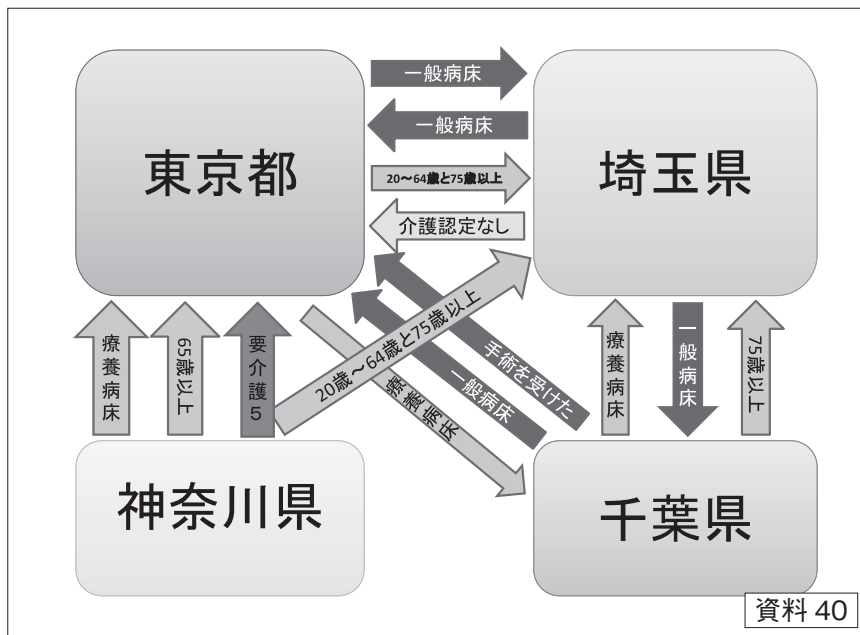 東京都
一般病床
一般病床
20～64歳と75歳以上
介護認定なし
埼玉県
療養病床
65歳以上
要介護5
20歳～64歳と75歳以上
療養病床
一般病床
手術を受けた
療養病床
一般病床
75歳以上
神奈川県
千葉県
資料 40